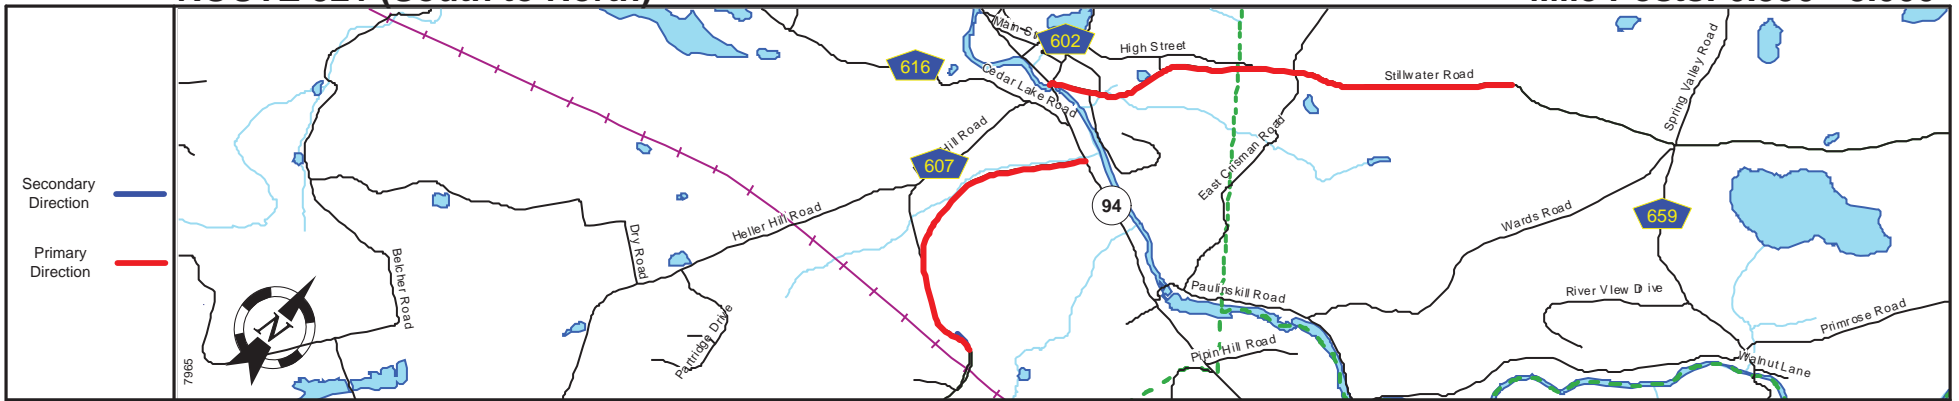 Main St
602
High Street
616
Cedar Lake Road
Stillwater Road
Spring Valley Road
Hill Road
607
East Crisman Road
Secondary
Direction
94
Heller Hill Road
Wards Road
659
Dry Road
Belcher Road
Primary
Direction
Paulinskill Road
River View Drive
Primrose Road
N
Partridge Drive
Pipin Hill Road
Walnut Lane
7965